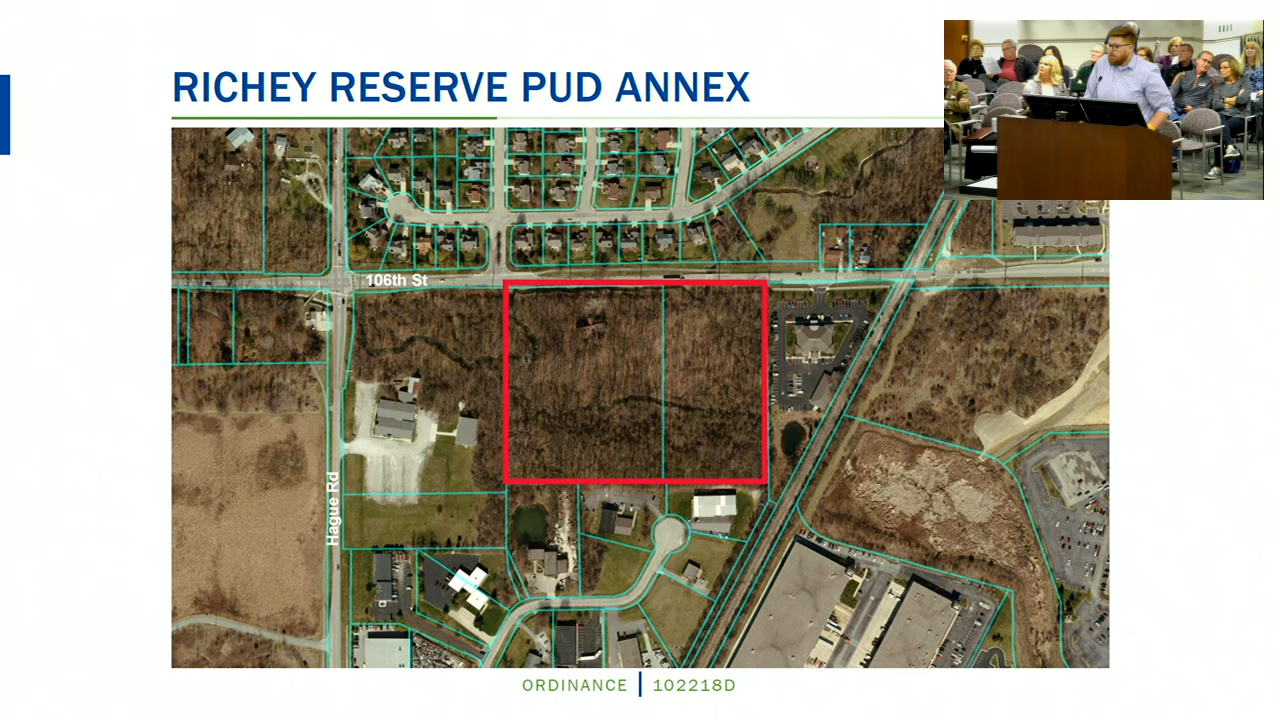 RICHEY RESERVE PUD ANNEX
106th St
Hague Rd
ORDINANCE | 102218D